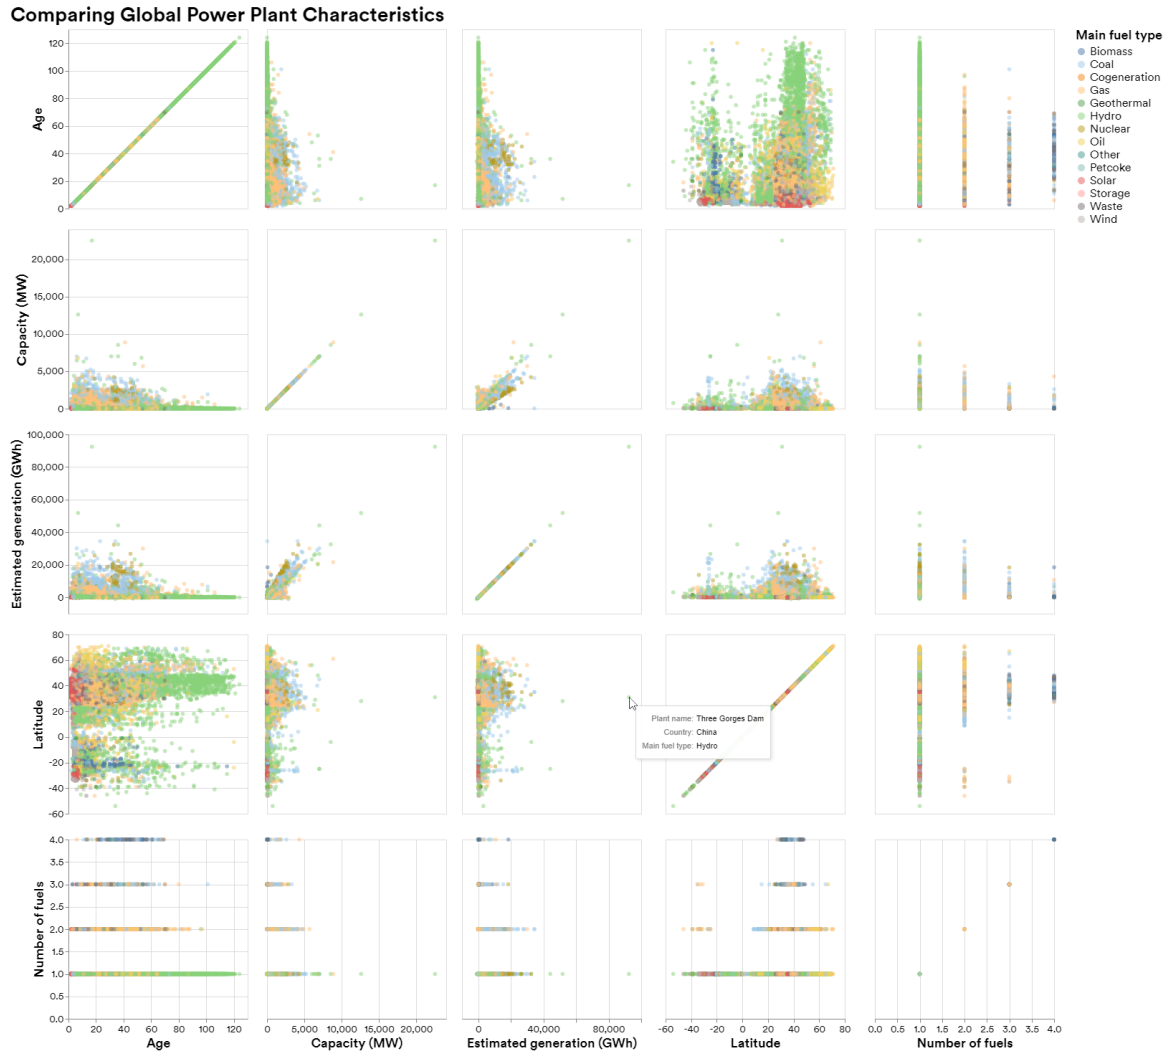 Comparing Global Power Plant Characteristics
Main fuel type
Biomass
Coal
Cogeneration
Gas
Geothermal
Hydro
Nuclear
Oil
Other
Petcoke
Solar
Storage
Waste
Wind
Age
120
100
80
60
40
20
0
Capacity (MW)
20,000
15,000
10,000
5,000
0
Estimated generation (GWh)
100,000
80,000
60,000
40,000
20,000
0
Latitude
80
60
40
20
0
-20
-40
-60
Plant name: Three Gorges Dam
Country: China
Main fuel type: Hydro
Number of fuels
4.0
3.5
3.0
2.5
2.0
1.5
1.0
0.5
0.0
0 20 40 60 80 100 120
Age
0 5,000 10,000 15,000 20,000
Capacity (MW)
0 40,000 80,000
Estimated generation (GWh)
-60 -40 -20 0 20 40 60 80
Latitude
0.0 0.5 1.0 1.5 2.0 2.5 3.0 3.5 4.0
Number of fuels